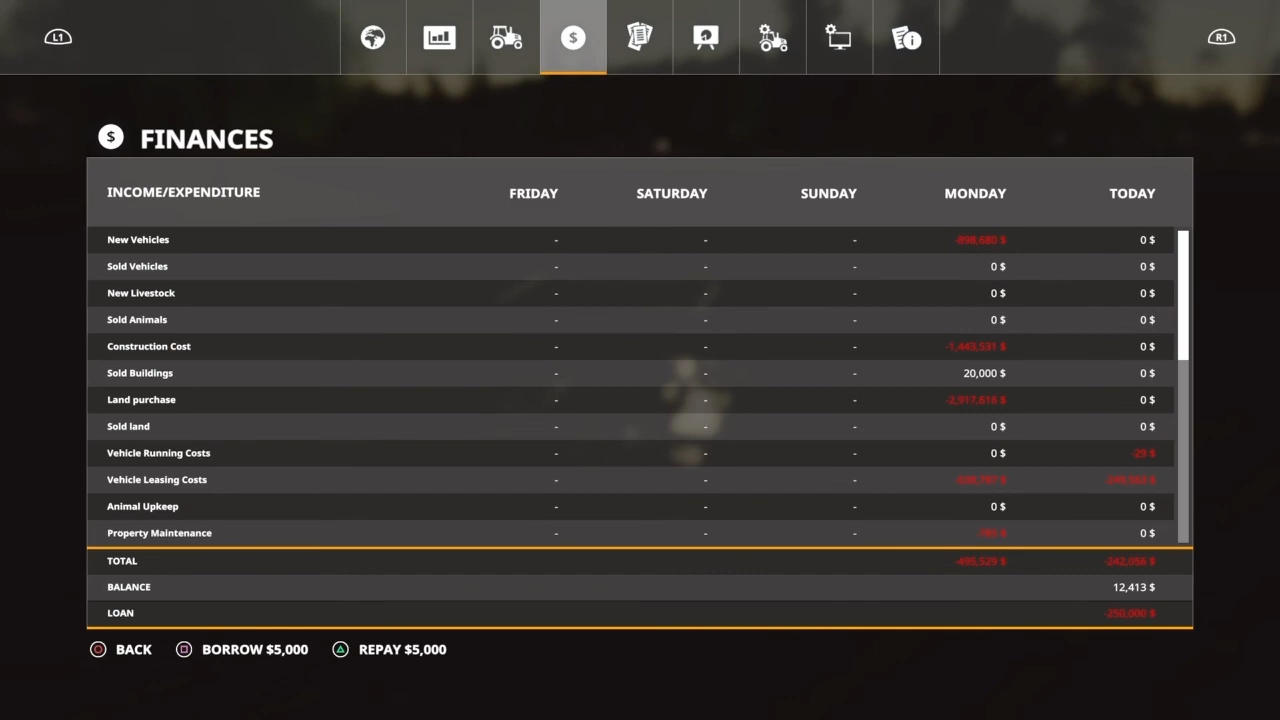 L1 $ R1
$ FINANCES
INCOME/EXPENDITURE FRIDAY SATURDAY SUNDAY MONDAY TODAY
New Vehicles - - - -898,680 $ 0 $
Sold Vehicles - - - 0 $ 0 $
New Livestock - - - 0 $ 0 $
Sold Animals - - - 0 $ 0 $
Construction Cost - - - -1,443,531 $ 0 $
Sold Buildings - - - 20,000 $ 0 $
Land purchase - - - -2,917,616 $ 0 $
Sold land - - - 0 $ 0 $
Vehicle Running Costs - - - 0 $ -29 $
Vehicle Leasing Costs - - -
Animal Upkeep - - - 0 $ 0 $
Property Maintenance - - - 0 $
TOTAL -495,529 $ -242,056 $
BALANCE 12,413 $
LOAN -250,000 $
BACK BORROW $5,000 REPAY $5,000